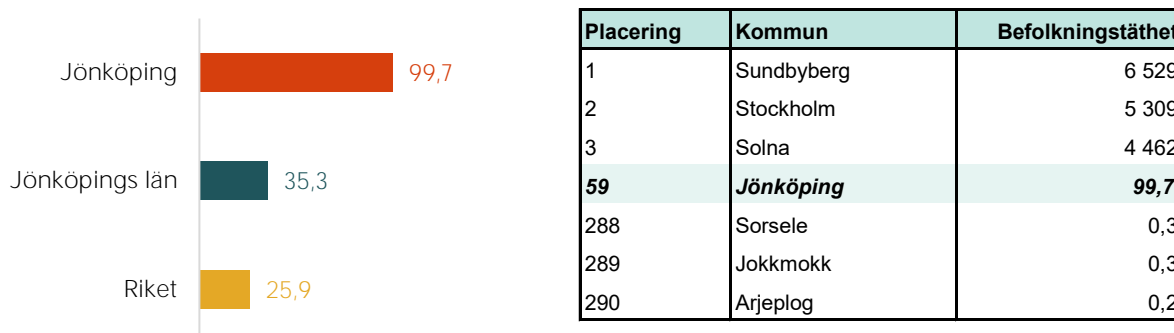 Jönköping 99,7
Jönköpings län 35,3
Riket 25,9
Placering Kommun Befolkningstäthet
1 Sundbyberg 6 529
2 Stockholm 5 309
3 Solna 4 462
59 Jönköping 99,7
288 Sorsele 0,3
289 Jokkmokk 0,3
290 Arjeplog 0,2